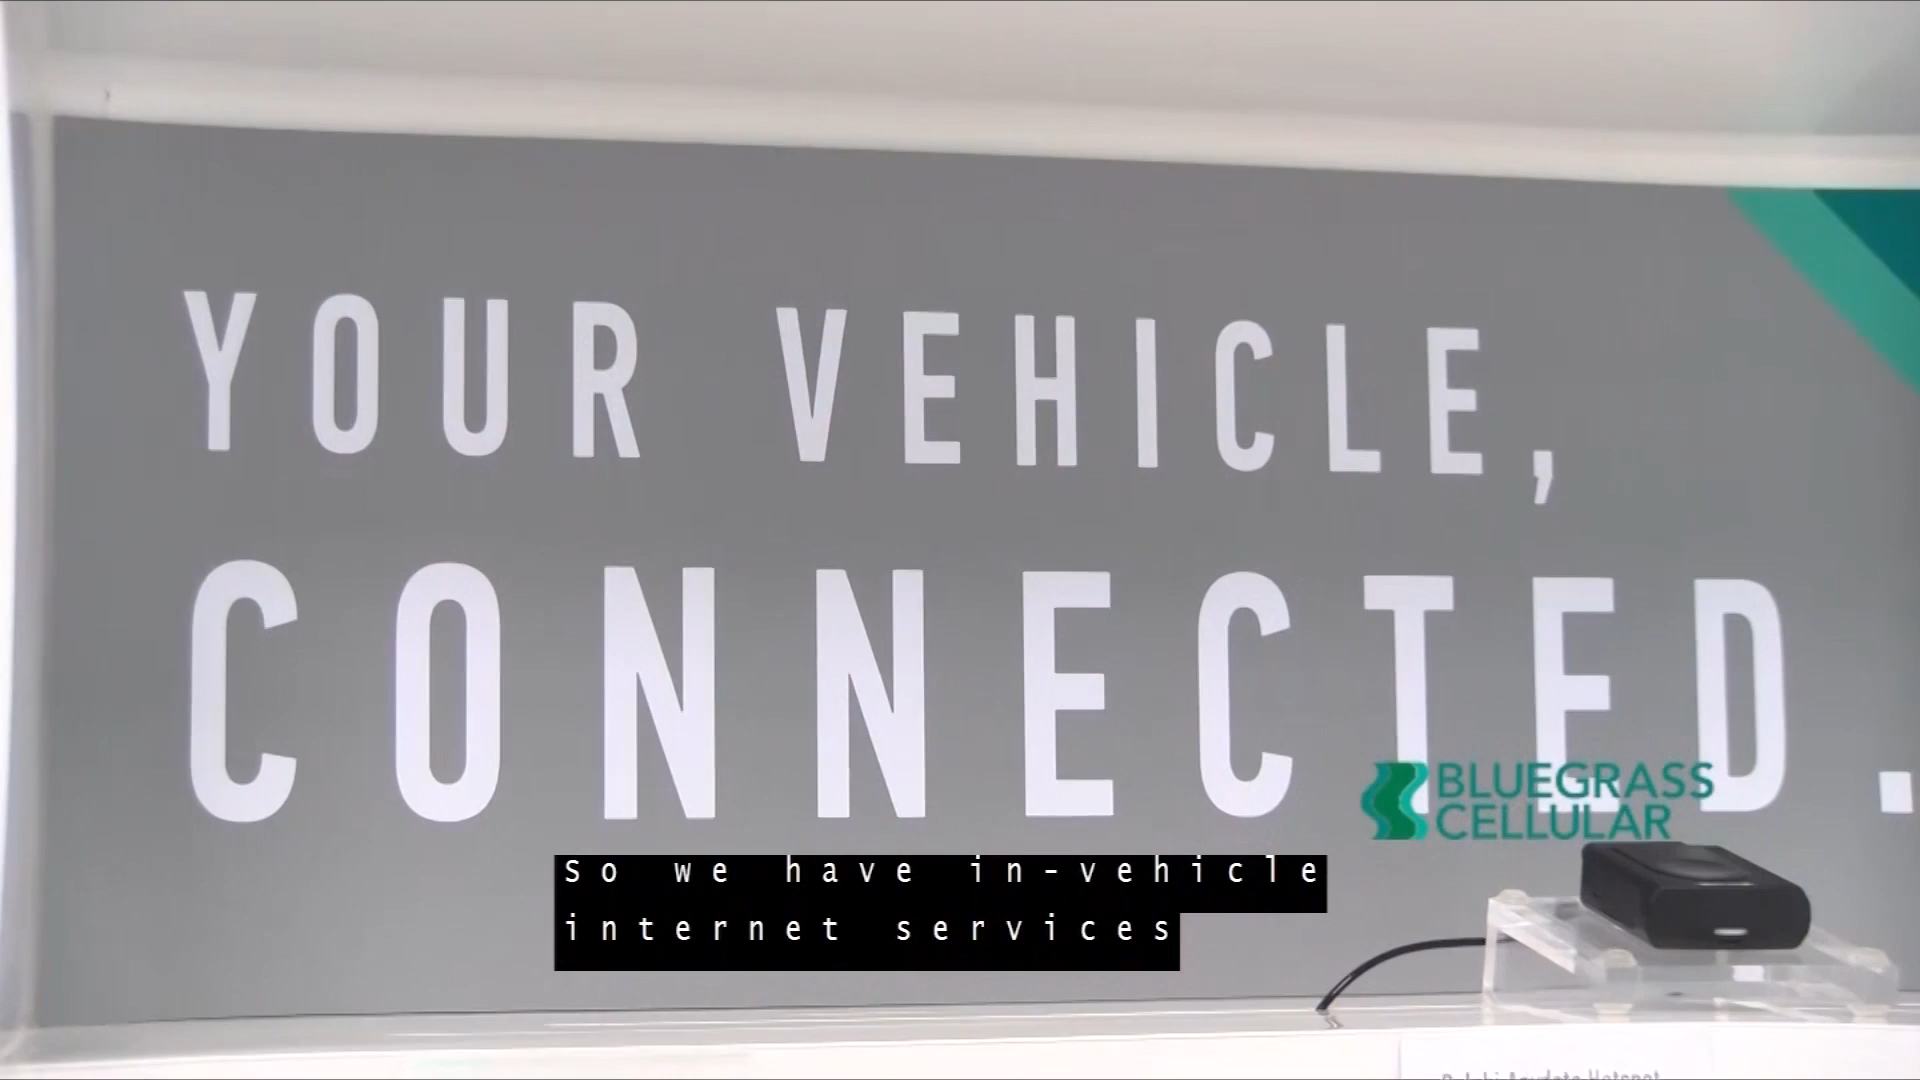 YOUR VEHICLE,
CONNECTED.
BLUEGRASS
CELLULAR
So we have in-vehicle
internet services